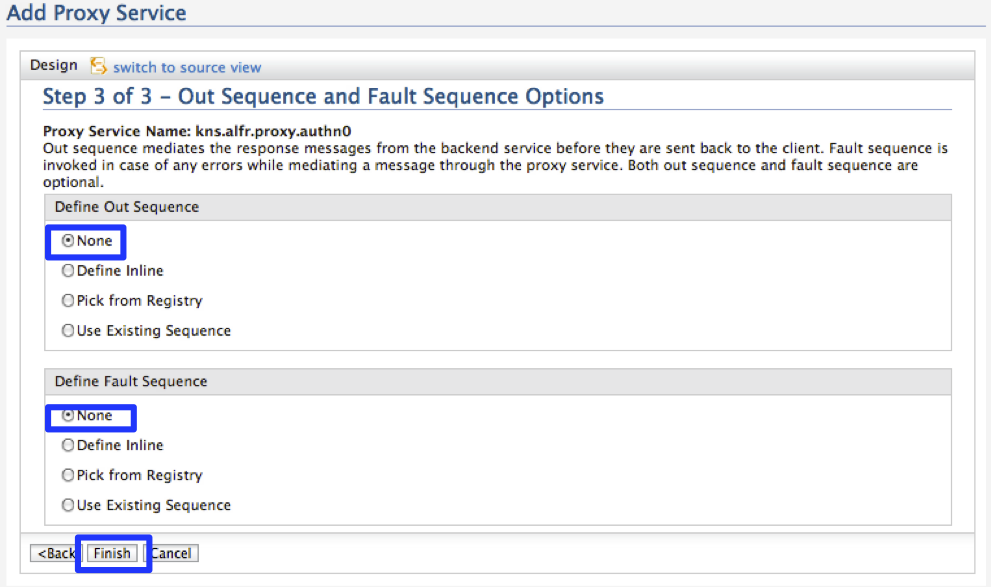 Add Proxy Service
Design switch to source view
Step 3 of 3 – Out Sequence and Fault Sequence Options
Proxy Service Name: kns.alfr.proxy.authn0
Out sequence mediates the response messages from the backend service before they are sent back to the client. Fault sequence is
invoked in case of any errors while mediating a message through the proxy service. Both out sequence and fault sequence are
optional.
Define Out Sequence
None
Define Inline
Pick from Registry
Use Existing Sequence
Define Fault Sequence
None
Define Inline
Pick from Registry
Use Existing Sequence
<Back Finish Cancel